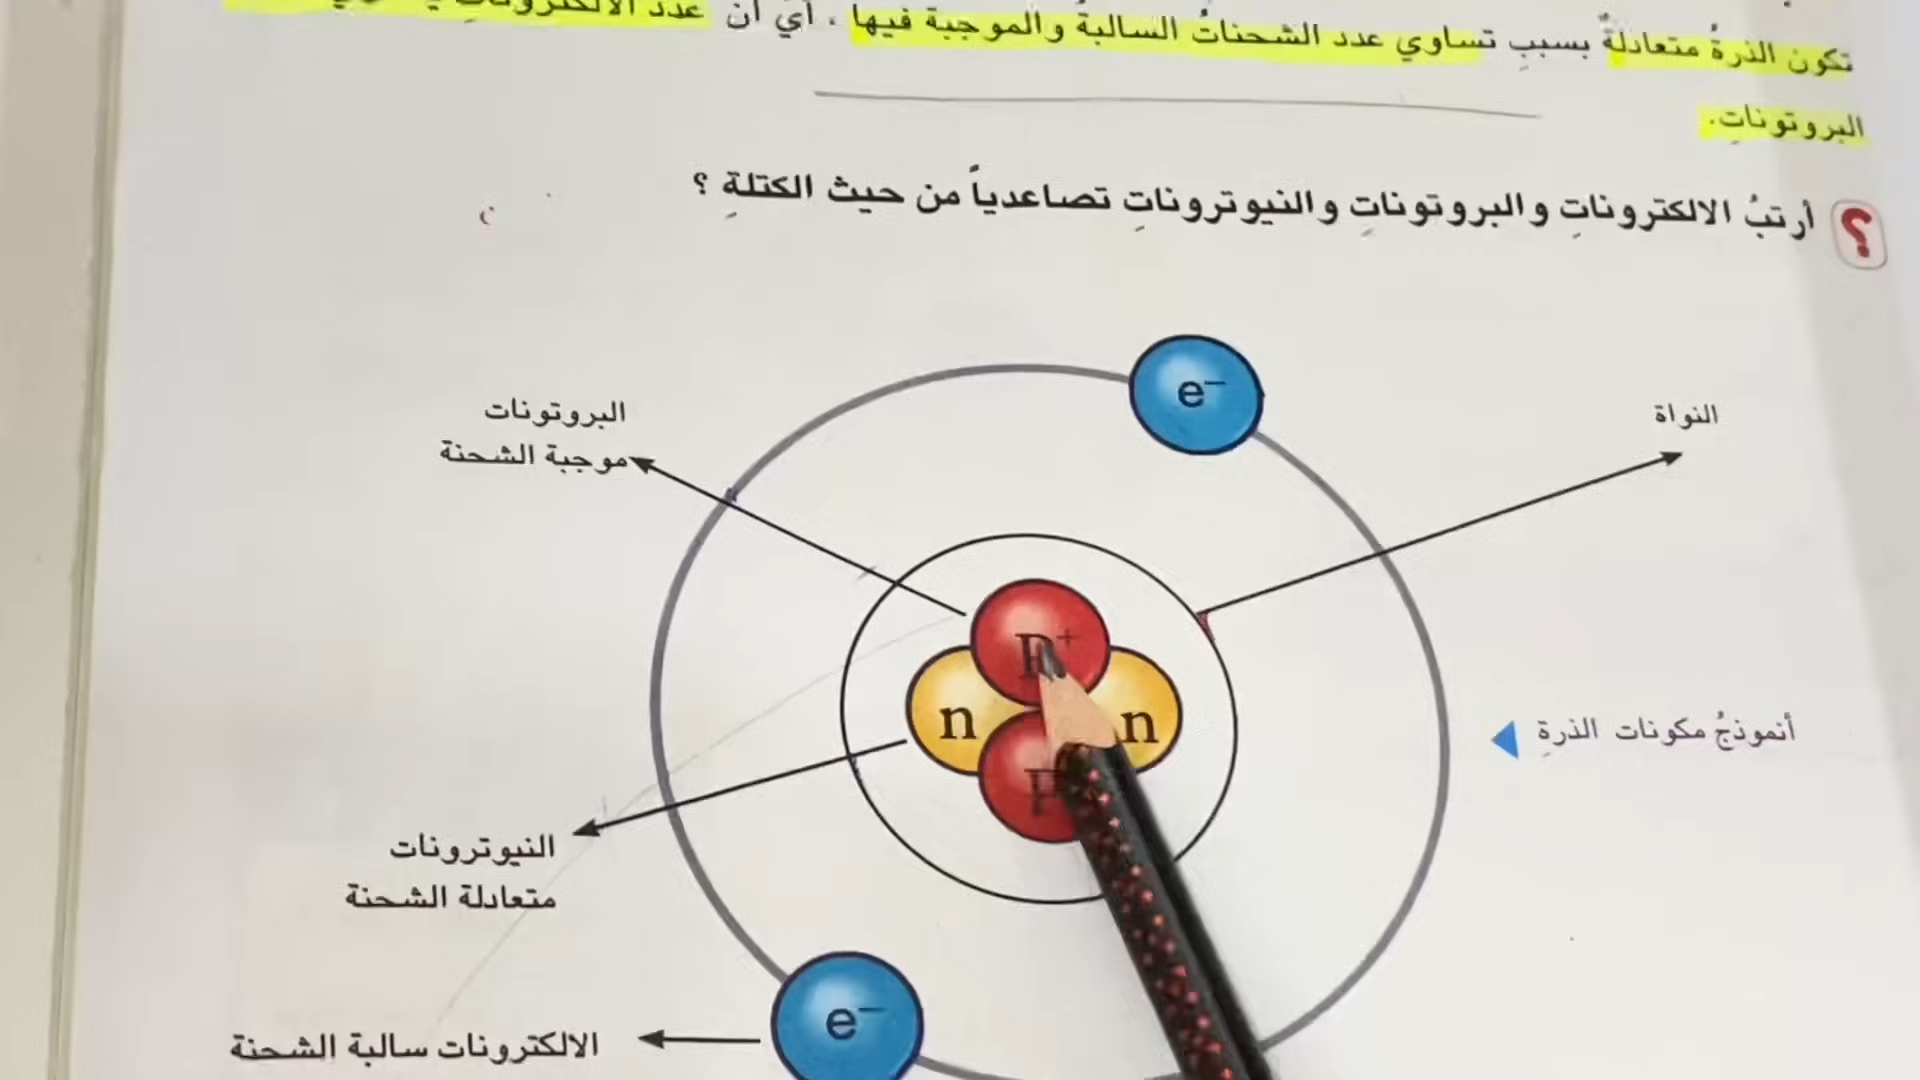 تكون الذرةُ متعادلةٌ بسببِ تساوي عدد الشحناتُ السالبةُ والموجبة فيها ، أي أن عدد الالكترونات
البروتوناتِ.
؟ أرتبُ الالكتروناتِ والبروتوناتِ والنيوتروناتِ تصاعدياً من حيث الكتلةِ ؟
e⁻
النواة
البروتونات
موجبة الشحنة
P⁺
n
n
أنموذجُ مكونات الذرةِ
النيوترونات
متعادلة الشحنة
e⁻
الالكترونات سالبة الشحنة